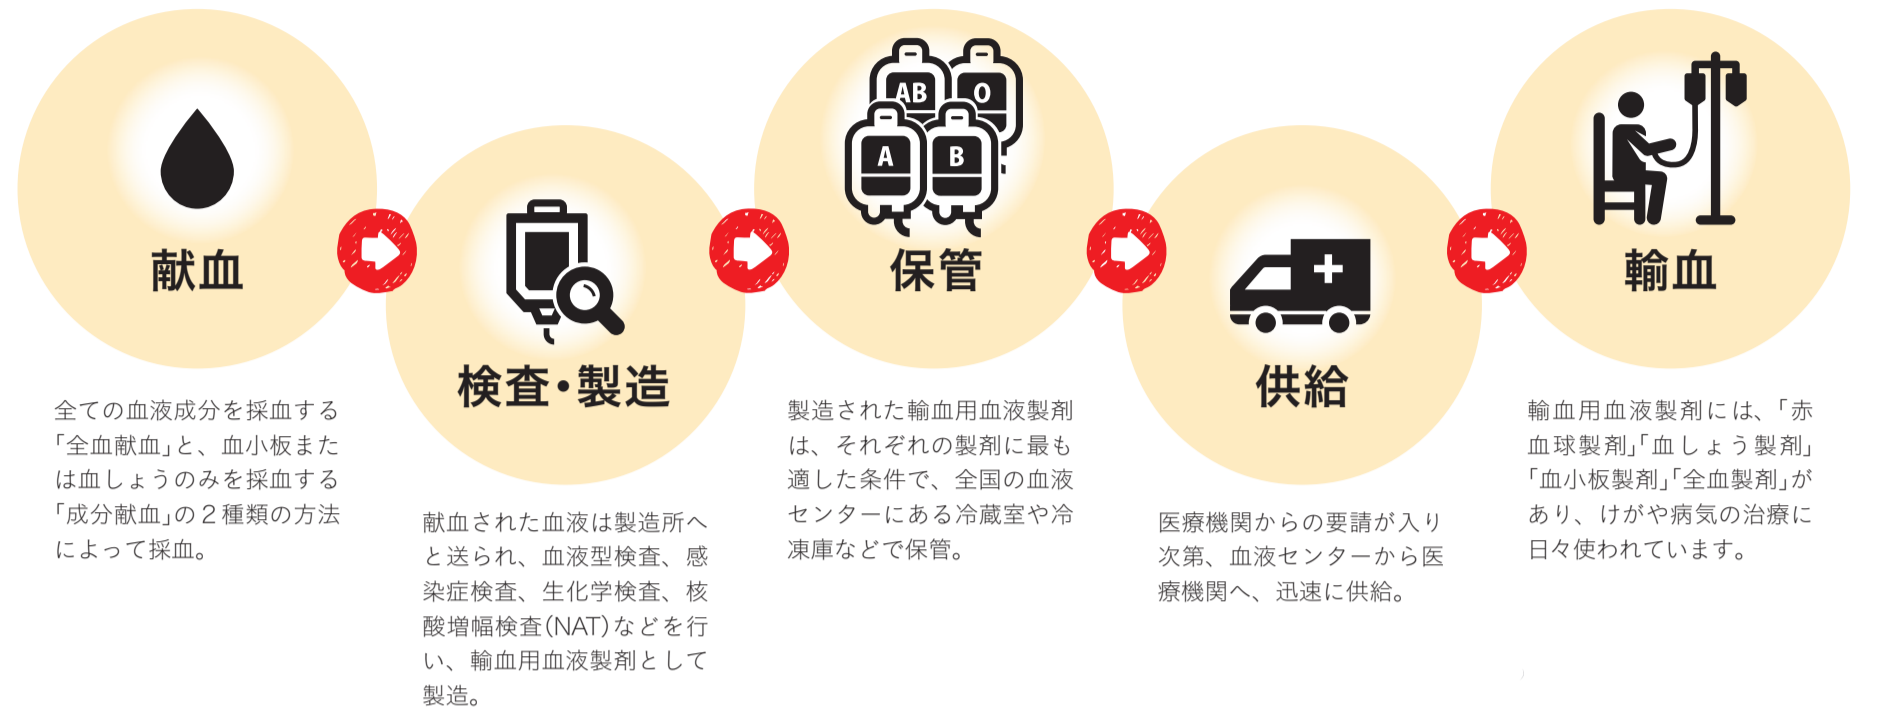 献血
全ての血液成分を採血する
「全血献血」と、血小板また
は血しょうのみを採血する
「成分献血」の2種類の方法
によって採血。
検査・製造
献血された血液は製造所へ
と送られ、血液型検査、感
染症検査、生化学検査、核
酸増幅検査(NAT)などを行
い、輸血用血液製剤として
製造。
AB
O
A
B
保管
製造された輸血用血液製剤
は、それぞれの製剤に最も
適した条件で、全国の血液
センターにある冷蔵室や冷
凍庫などで保管。
供給
医療機関からの要請が入り
次第、血液センターから医
療機関へ、迅速に供給。
輸血
輸血用血液製剤には、「赤
血球製剤」「血しょう製剤」
「血小板製剤」「全血製剤」が
あり、けがや病気の治療に
日々使われています。